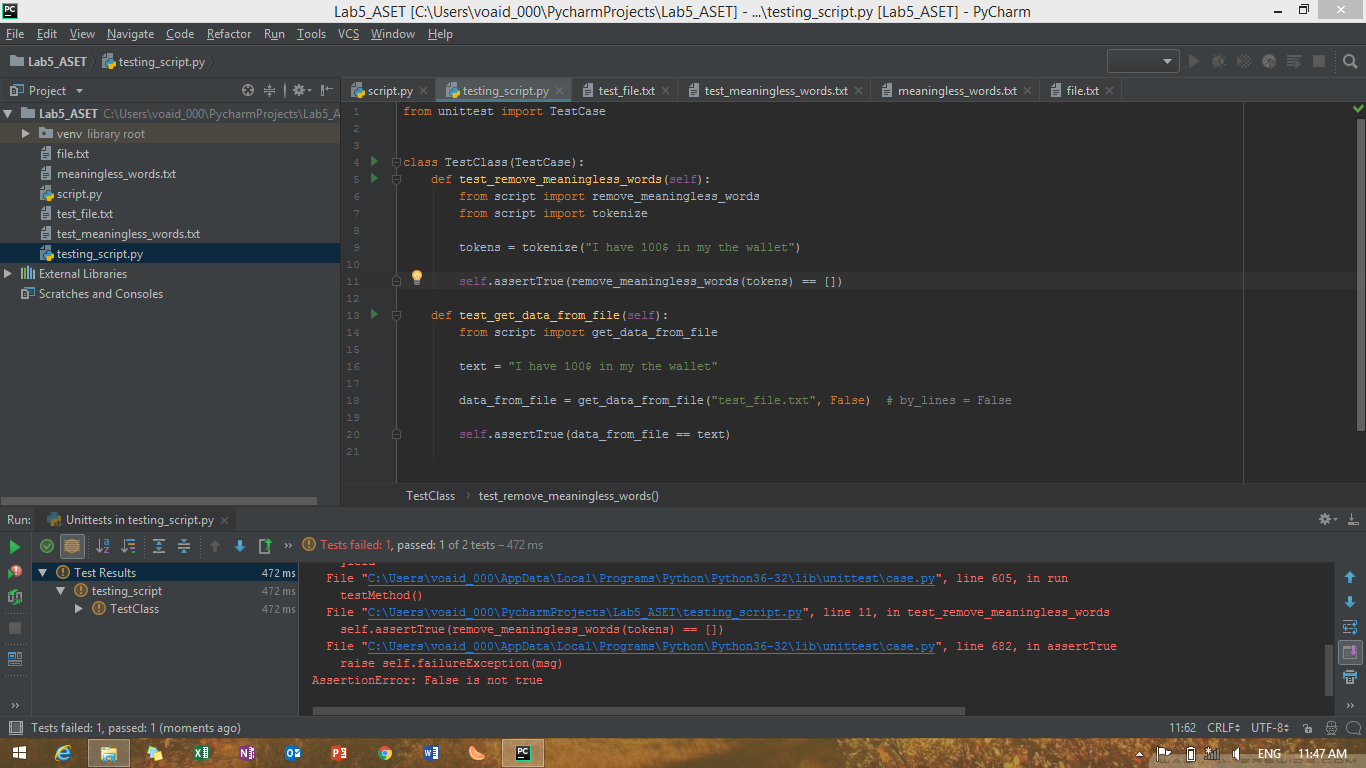 Lab5_ASET [C:\Users\voaid_000\PycharmProjects\Lab5_ASET] - ...\testing_script.py [Lab5_ASET] - PyCharm
File Edit View Navigate Code Refactor Run Tools VCS Window Help
Lab5_ASET testing_script.py
Project
script.py testing_script.py test_file.txt test_meaningless_words.txt meaningless_words.txt file.txt
Lab5_ASET C:\Users\voaid_000\PycharmProjects\Lab5_A
venv library root
file.txt
meaningless_words.txt
script.py
test_file.txt
test_meaningless_words.txt
testing_script.py
External Libraries
Scratches and Consoles
1 from unittest import TestCase
2
3
4 class TestClass(TestCase):
5 def test_remove_meaningless_words(self):
6 from script import remove_meaningless_words
7 from script import tokenize
8
9 tokens = tokenize("I have 100$ in my the wallet")
10
11 self.assertTrue(remove_meaningless_words(tokens) == [])
12
13 def test_get_data_from_file(self):
14 from script import get_data_from_file
15
16 text = "I have 100$ in my the wallet"
17
18 data_from_file = get_data_from_file("test_file.txt", False) # by_lines = False
19
20 self.assertTrue(data_from_file == text)
21
TestClass test_remove_meaningless_words()
Run: Unittests in testing_script.py
Tests failed: 1, passed: 1 of 2 tests – 472 ms
Test Results 472 ms
testing_script 472 ms
TestClass 472 ms
yield
File "C:\Users\voaid_000\AppData\Local\Programs\Python\Python36-32\lib\unittest\case.py", line 605, in run
testMethod()
File "C:\Users\voaid_000\PycharmProjects\Lab5_ASET\testing_script.py", line 11, in test_remove_meaningless_words
self.assertTrue(remove_meaningless_words(tokens) == [])
File "C:\Users\voaid_000\AppData\Local\Programs\Python\Python36-32\lib\unittest\case.py", line 682, in assertTrue
raise self.failureException(msg)
AssertionError: False is not true
Tests failed: 1, passed: 1 (moments ago)
11:62 CRLF UTF-8
ENG 11:47 AM